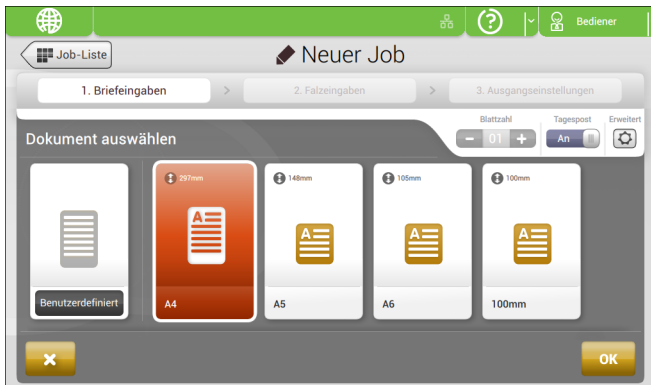 Bediener
Job-Liste
Neuer Job
1. Briefeingaben > 2. Falzeingaben > 3. Ausgangseinstellungen
Dokument auswählen
Blattzahl Tagespost Erweitert
- 01 + An
297mm 148mm 105mm 100mm
A A A A
Benutzerdefiniert A4 A5 A6 100mm
OK